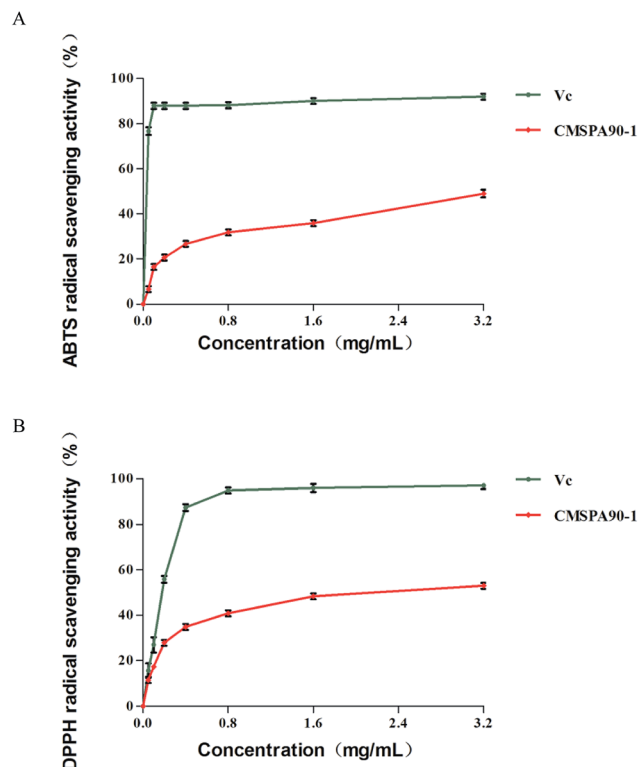 A
ABTS radical scavenging activity（%）
100
80
60
40
20
0
0.0 0.8 1.6 2.4 3.2
Concentration（mg/mL）
Vc
CMSPA90-1
B
DPPH radical scavenging activity（%）
100
80
60
40
20
0
0.0 0.8 1.6 2.4 3.2
Concentration（mg/mL）
Vc
CMSPA90-1